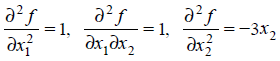 ∂²f/∂x₁² = 1, ∂²f/∂x₁∂x₂ = 1, ∂²f/∂x₂² = −3x₂